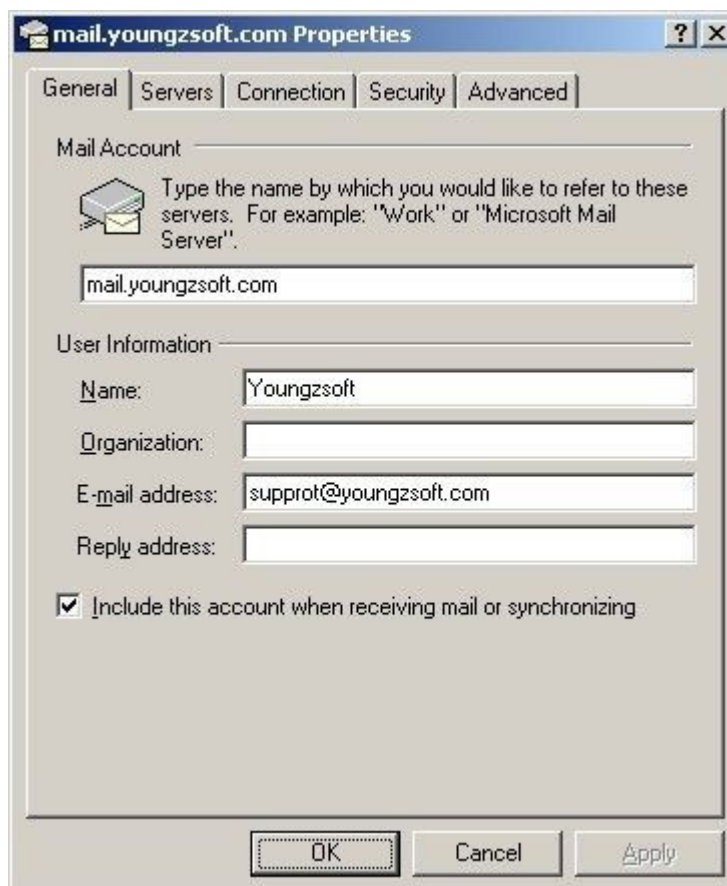 mail.youngzsoft.com Properties
General Servers Connection Security Advanced
Mail Account
Type the name by which you would like to refer to these
servers. For example: "Work" or "Microsoft Mail
Server".
mail.youngzsoft.com
User Information
Name: Youngzsoft
Organization:
E-mail address: supprot@youngzsoft.com
Reply address:
Include this account when receiving mail or synchronizing
OK Cancel Apply